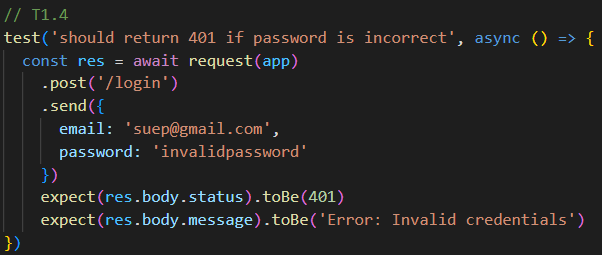 // T1.4
test('should return 401 if password is incorrect', async () => {
  const res = await request(app)
    .post('/login')
    .send({
      email: 'suep@gmail.com',
      password: 'invalidpassword'
    })
    expect(res.body.status).toBe(401)
    expect(res.body.message).toBe('Error: Invalid credentials')
})